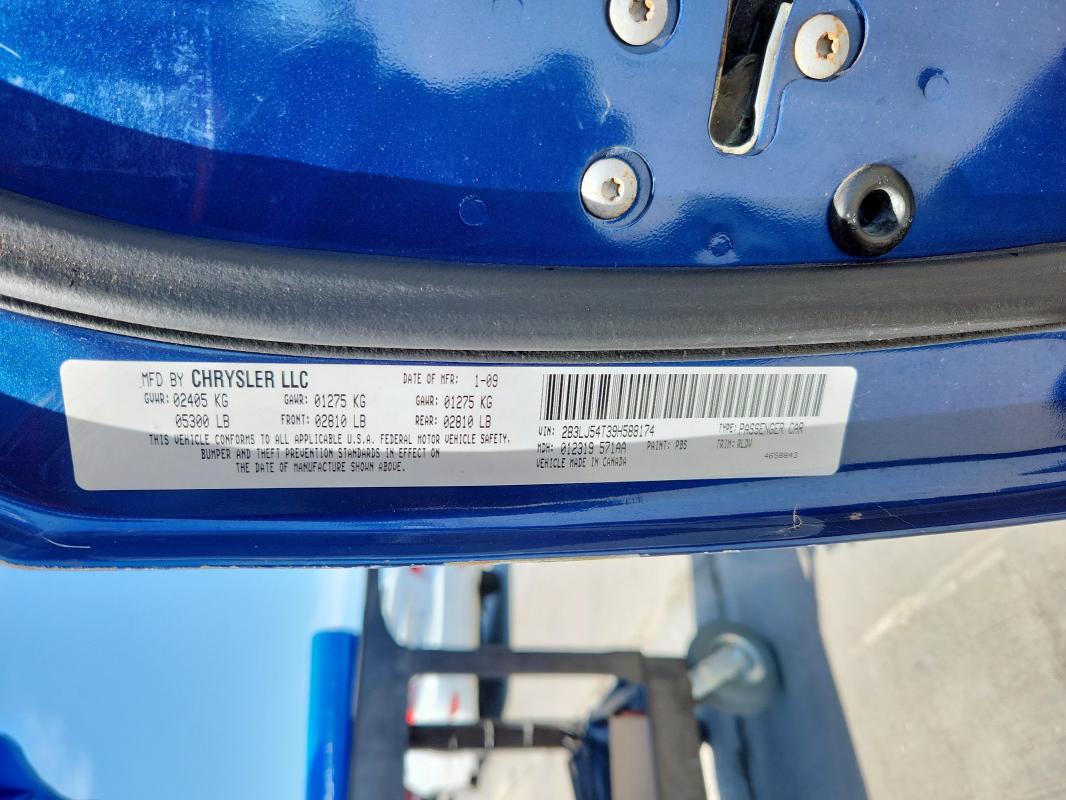 MFD BY CHRYSLER LLC DATE OF MFR: 1-09
GVWR: 02405 KG GAWR: 01275 KG GAWR: 01275 KG
05300 LB FRONT: 02810 LB REAR: 02810 LB
THIS VEHICLE CONFORMS TO ALL APPLICABLE U.S.A. FEDERAL MOTOR VEHICLE SAFETY,
BUMPER AND THEFT PREVENTION STANDARDS IN EFFECT ON
THE DATE OF MANUFACTURE SHOWN ABOVE.
VIN: 2B3LJ54T39H588174 TYPE: PASSENGER CAR
MDH: 012319 571AA PAINT: PBS TRIM: RLDV
VEHICLE MADE IN CANADA 4658843